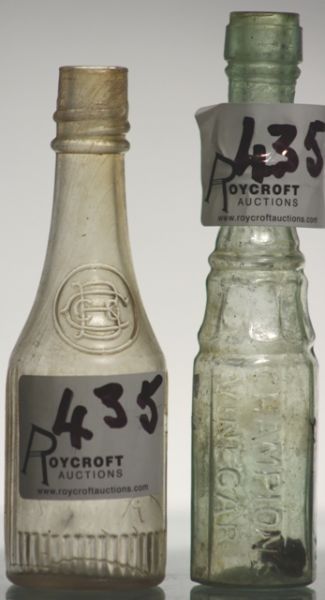 435
ROYCROFT
AUCTIONS
www.roycroftauctions.com
435
ROYCROFT
AUCTIONS
www.roycroftauctions.com
CHAMPION'S
VINEGAR